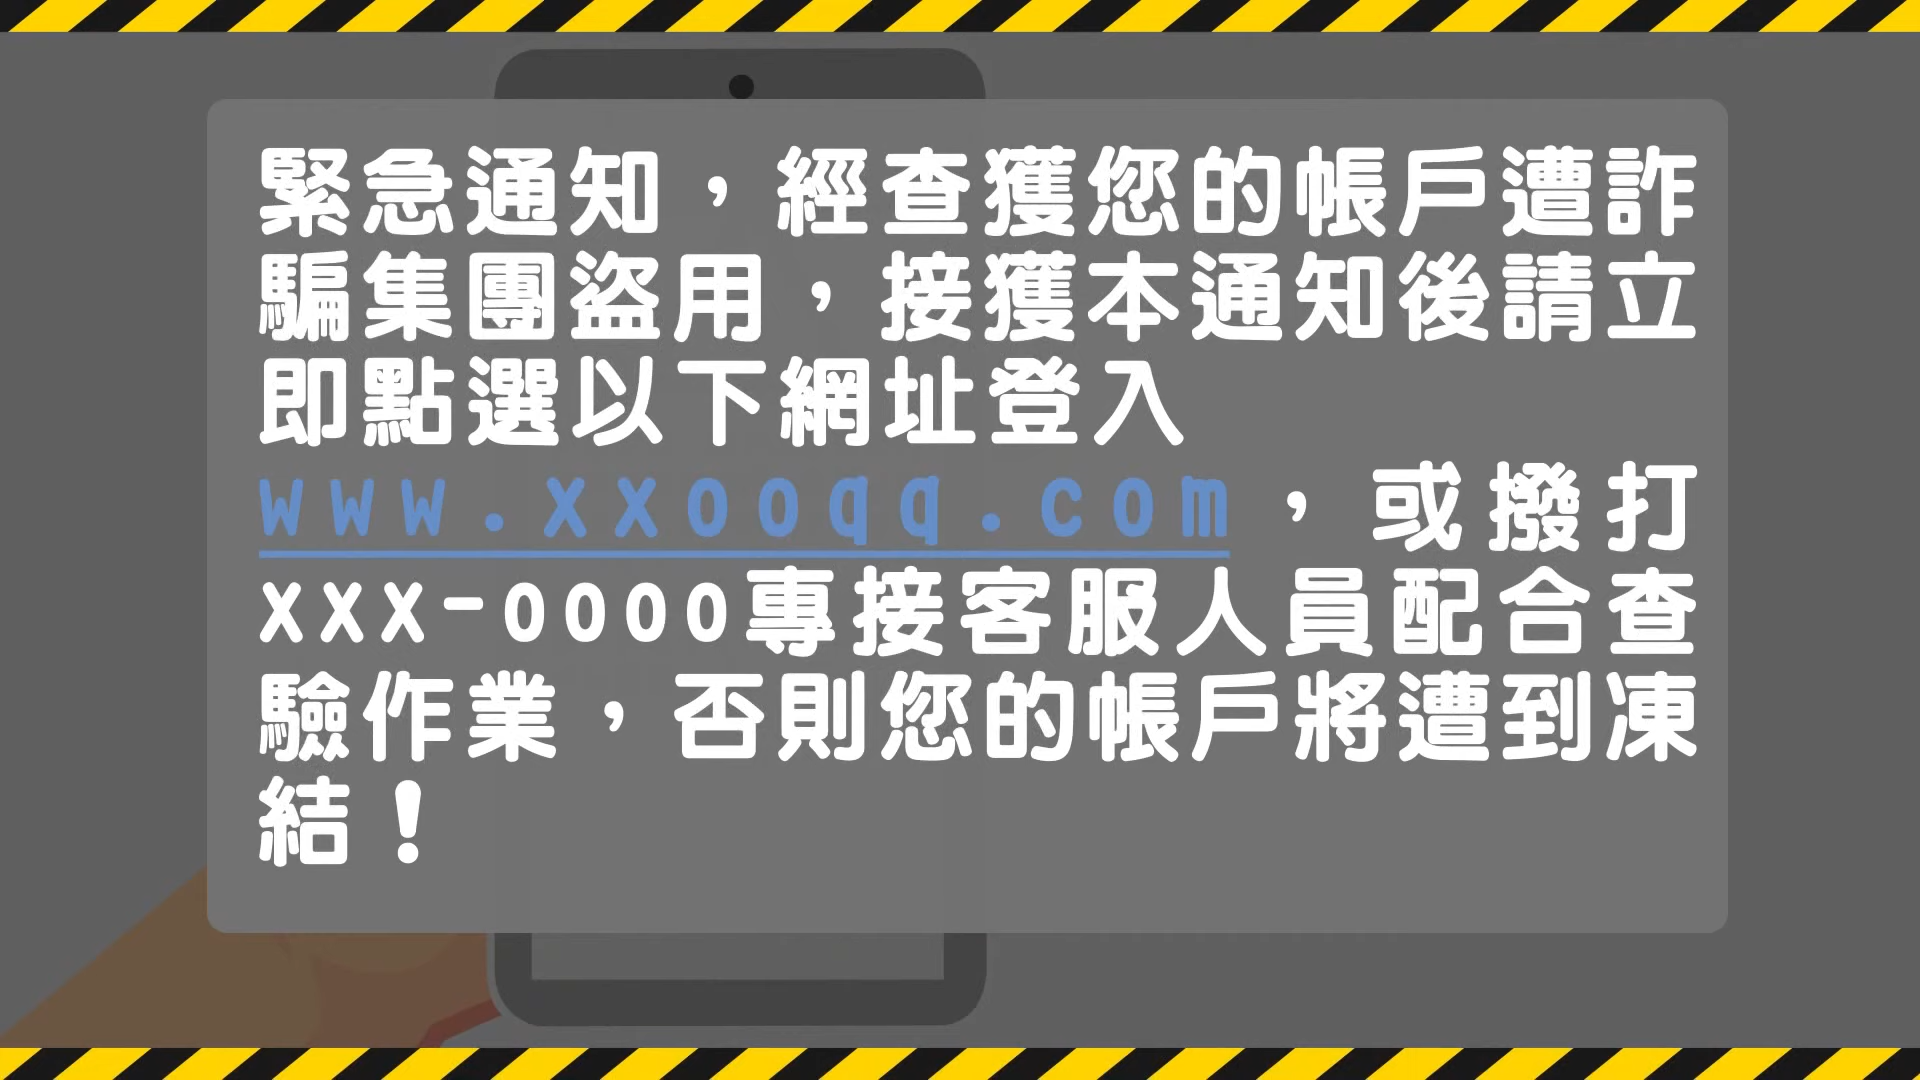 緊急通知，經查獲您的帳戶遭詐
騙集團盜用，接獲本通知後請立
即點選以下網址登入
www.xxooqq.com，或撥打
xxx-0000專接客服人員配合查
驗作業，否則您的帳戶將遭到凍
結！